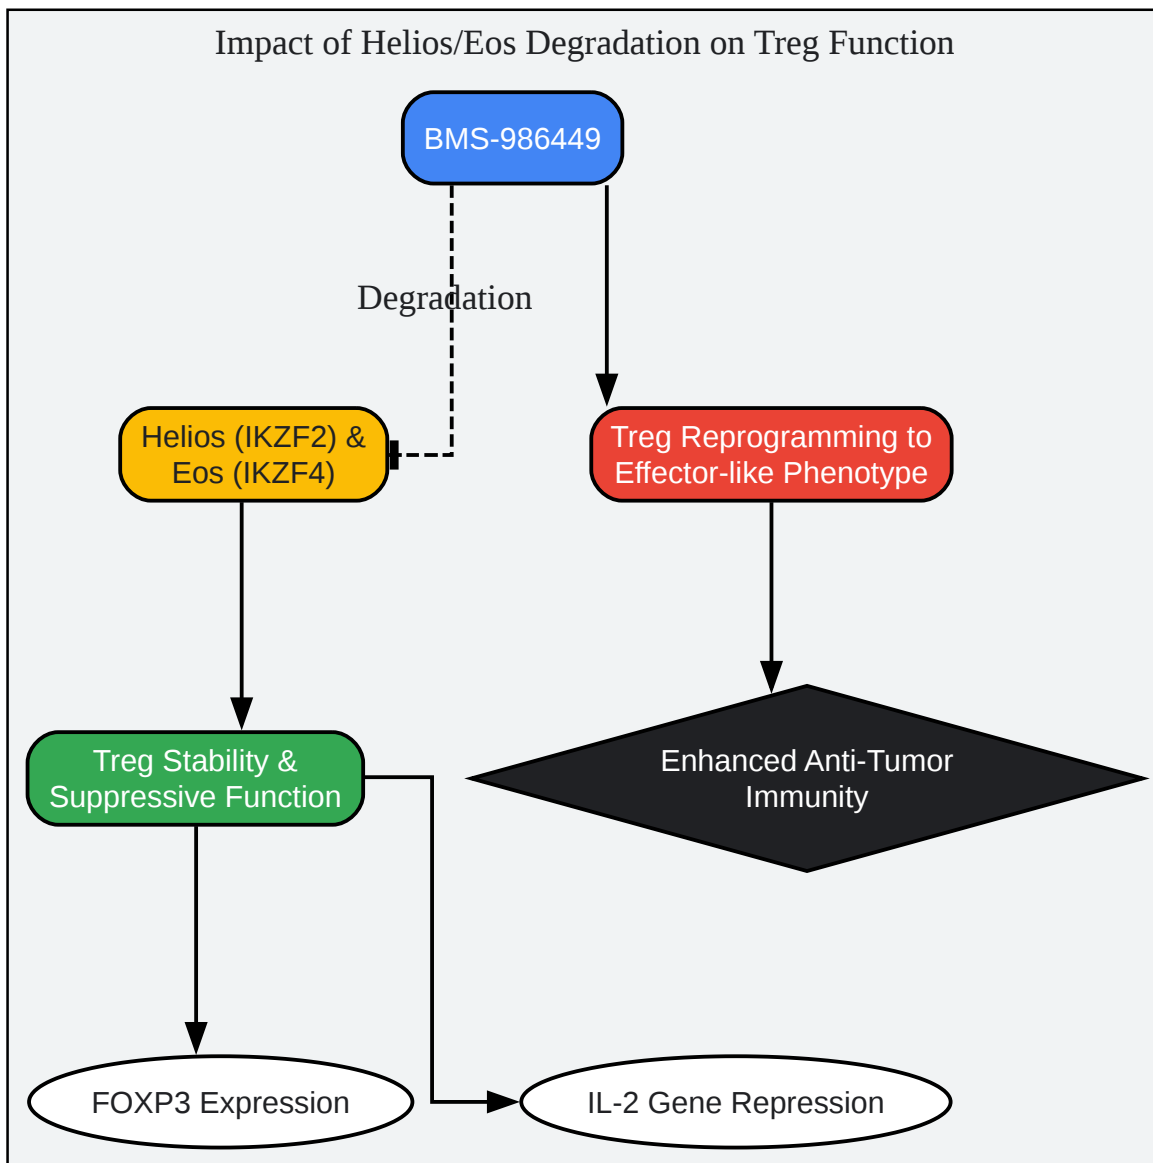 Impact of Helios/Eos Degradation on Treg Function
BMS-986449
Degradation
Helios (IKZF2) &
Eos (IKZF4)
Treg Reprogramming to
Effector-like Phenotype
Treg Stability &
Suppressive Function
Enhanced Anti-Tumor
Immunity
FOXP3 Expression
IL-2 Gene Repression